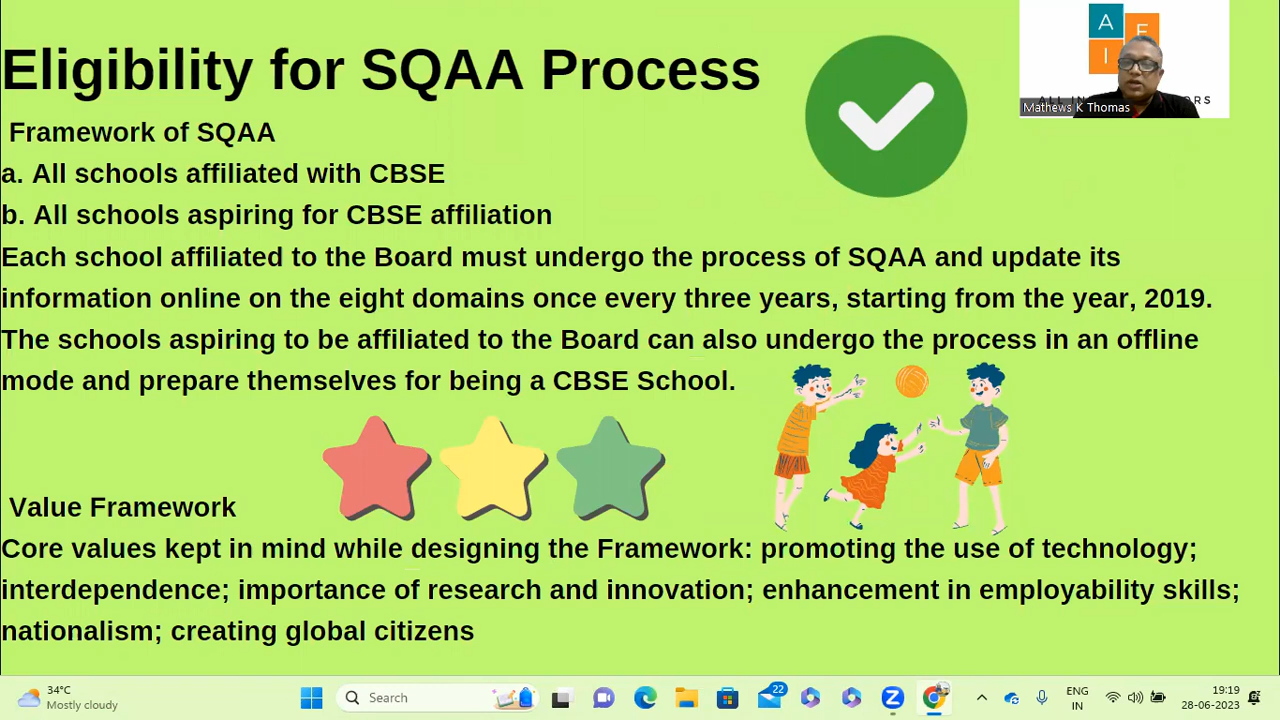 Eligibility for SQAA Process
Framework of SQAA
a. All schools affiliated with CBSE
b. All schools aspiring for CBSE affiliation
Each school affiliated to the Board must undergo the process of SQAA and update its
information online on the eight domains once every three years, starting from the year, 2019.
The schools aspiring to be affiliated to the Board can also undergo the process in an offline
mode and prepare themselves for being a CBSE School.
Value Framework
Core values kept in mind while designing the Framework: promoting the use of technology;
interdependence; importance of research and innovation; enhancement in employability skills;
nationalism; creating global citizens
A
I
Mathews K Thomas
34°C
Mostly cloudy
Search
22
ENG
IN
19:19
28-06-2023